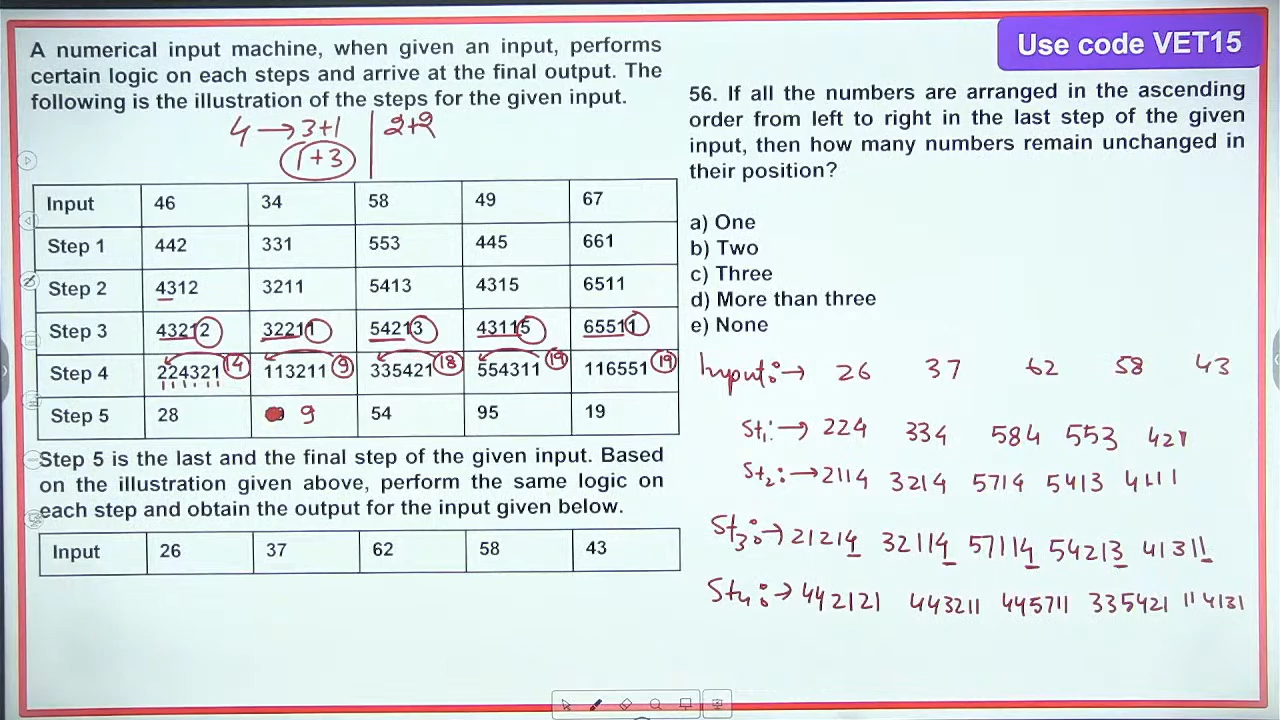 Use code VET15
A numerical input machine, when given an input, performs
certain logic on each steps and arrive at the final output. The
following is the illustration of the steps for the given input.
4 → 3+1 | 2+2
1+3
Input 46 34 58 49 67
Step 1 442 331 553 445 661
Step 2 4312 3211 5413 4315 6511
Step 3 43212 32211 54213 43115 65511
Step 4 224321 14 113211 9 335421 18 554311 19 116551 19
Step 5 28 9 54 95 19
Step 5 is the last and the final step of the given input. Based
on the illustration given above, perform the same logic on
each step and obtain the output for the input given below.
Input 26 37 62 58 43
56. If all the numbers are arranged in the ascending
order from left to right in the last step of the given
input, then how many numbers remain unchanged in
their position?
a) One
b) Two
c) Three
d) More than three
e) None
Input:→ 26 37 62 58 43
St1:→ 224 334 584 553 421
St2:→ 2114 3214 5714 5413 4111
St3:→ 21214 32114 57114 54213 41311
St4:→ 442121 443211 445711 335421 114131